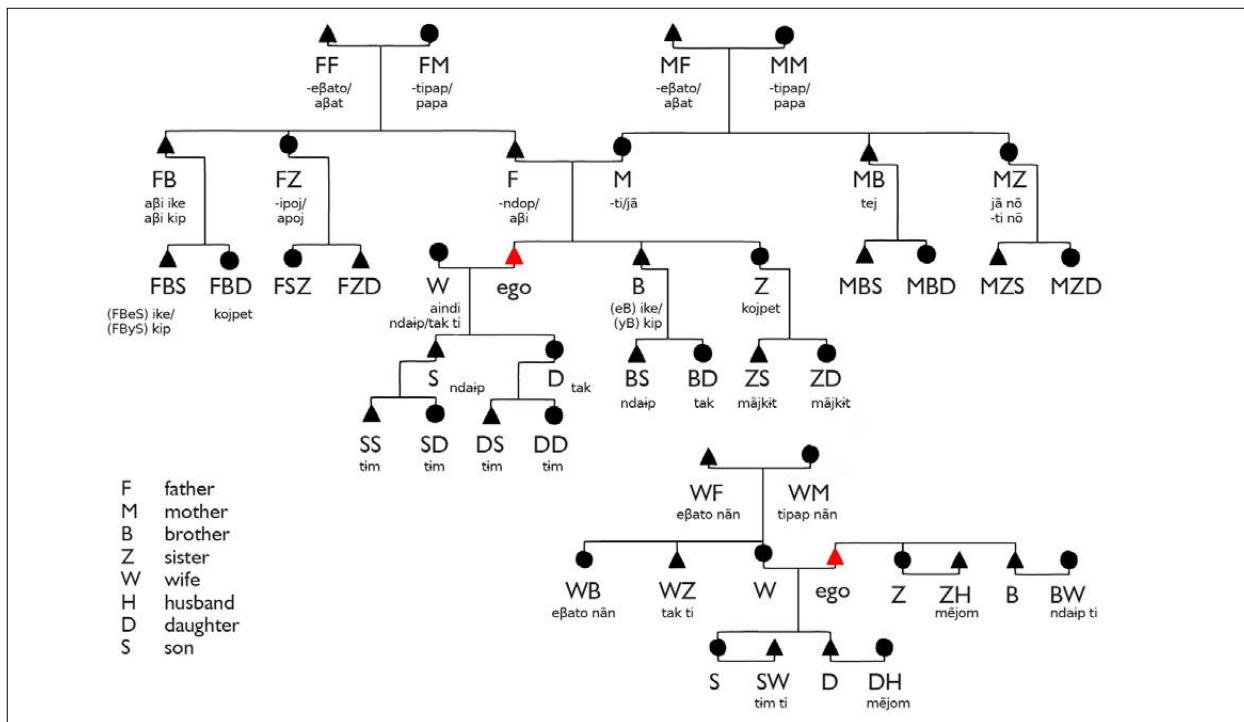 FF FM MF MM
-eβato/ -tipap/ -eβato/ -tipap/
aβat papa aβat papa
FB FZ F M MB MZ
aβi ike -ipoj/ -ndop/ -ti/jã tej jã nõ
aβi kip apoj aβi -ti nõ
FBS FBD FSZ FZD W ego B Z MBS MBD MZS MZD
(FBeS) ike/ kojpet aindi (eB) ike/ kojpet
(FByS) kip ndaɨp/tak ti (yB) kip
S ndaɨp D tak BS BD ZS ZD
ndaɨp tak mãjkɨt mãjkɨt
SS SD DS DD
tɨm tɨm tɨm tɨm
WF WM
eβato nãn tipap nãn
F father
M mother
B brother
Z sister
W wife
H husband
D daughter
S son
WB WZ W ego Z ZH B BW
eβato nãn tak ti mẽjom ndaɨp ti
S SW D DH
tɨm ti mẽjom